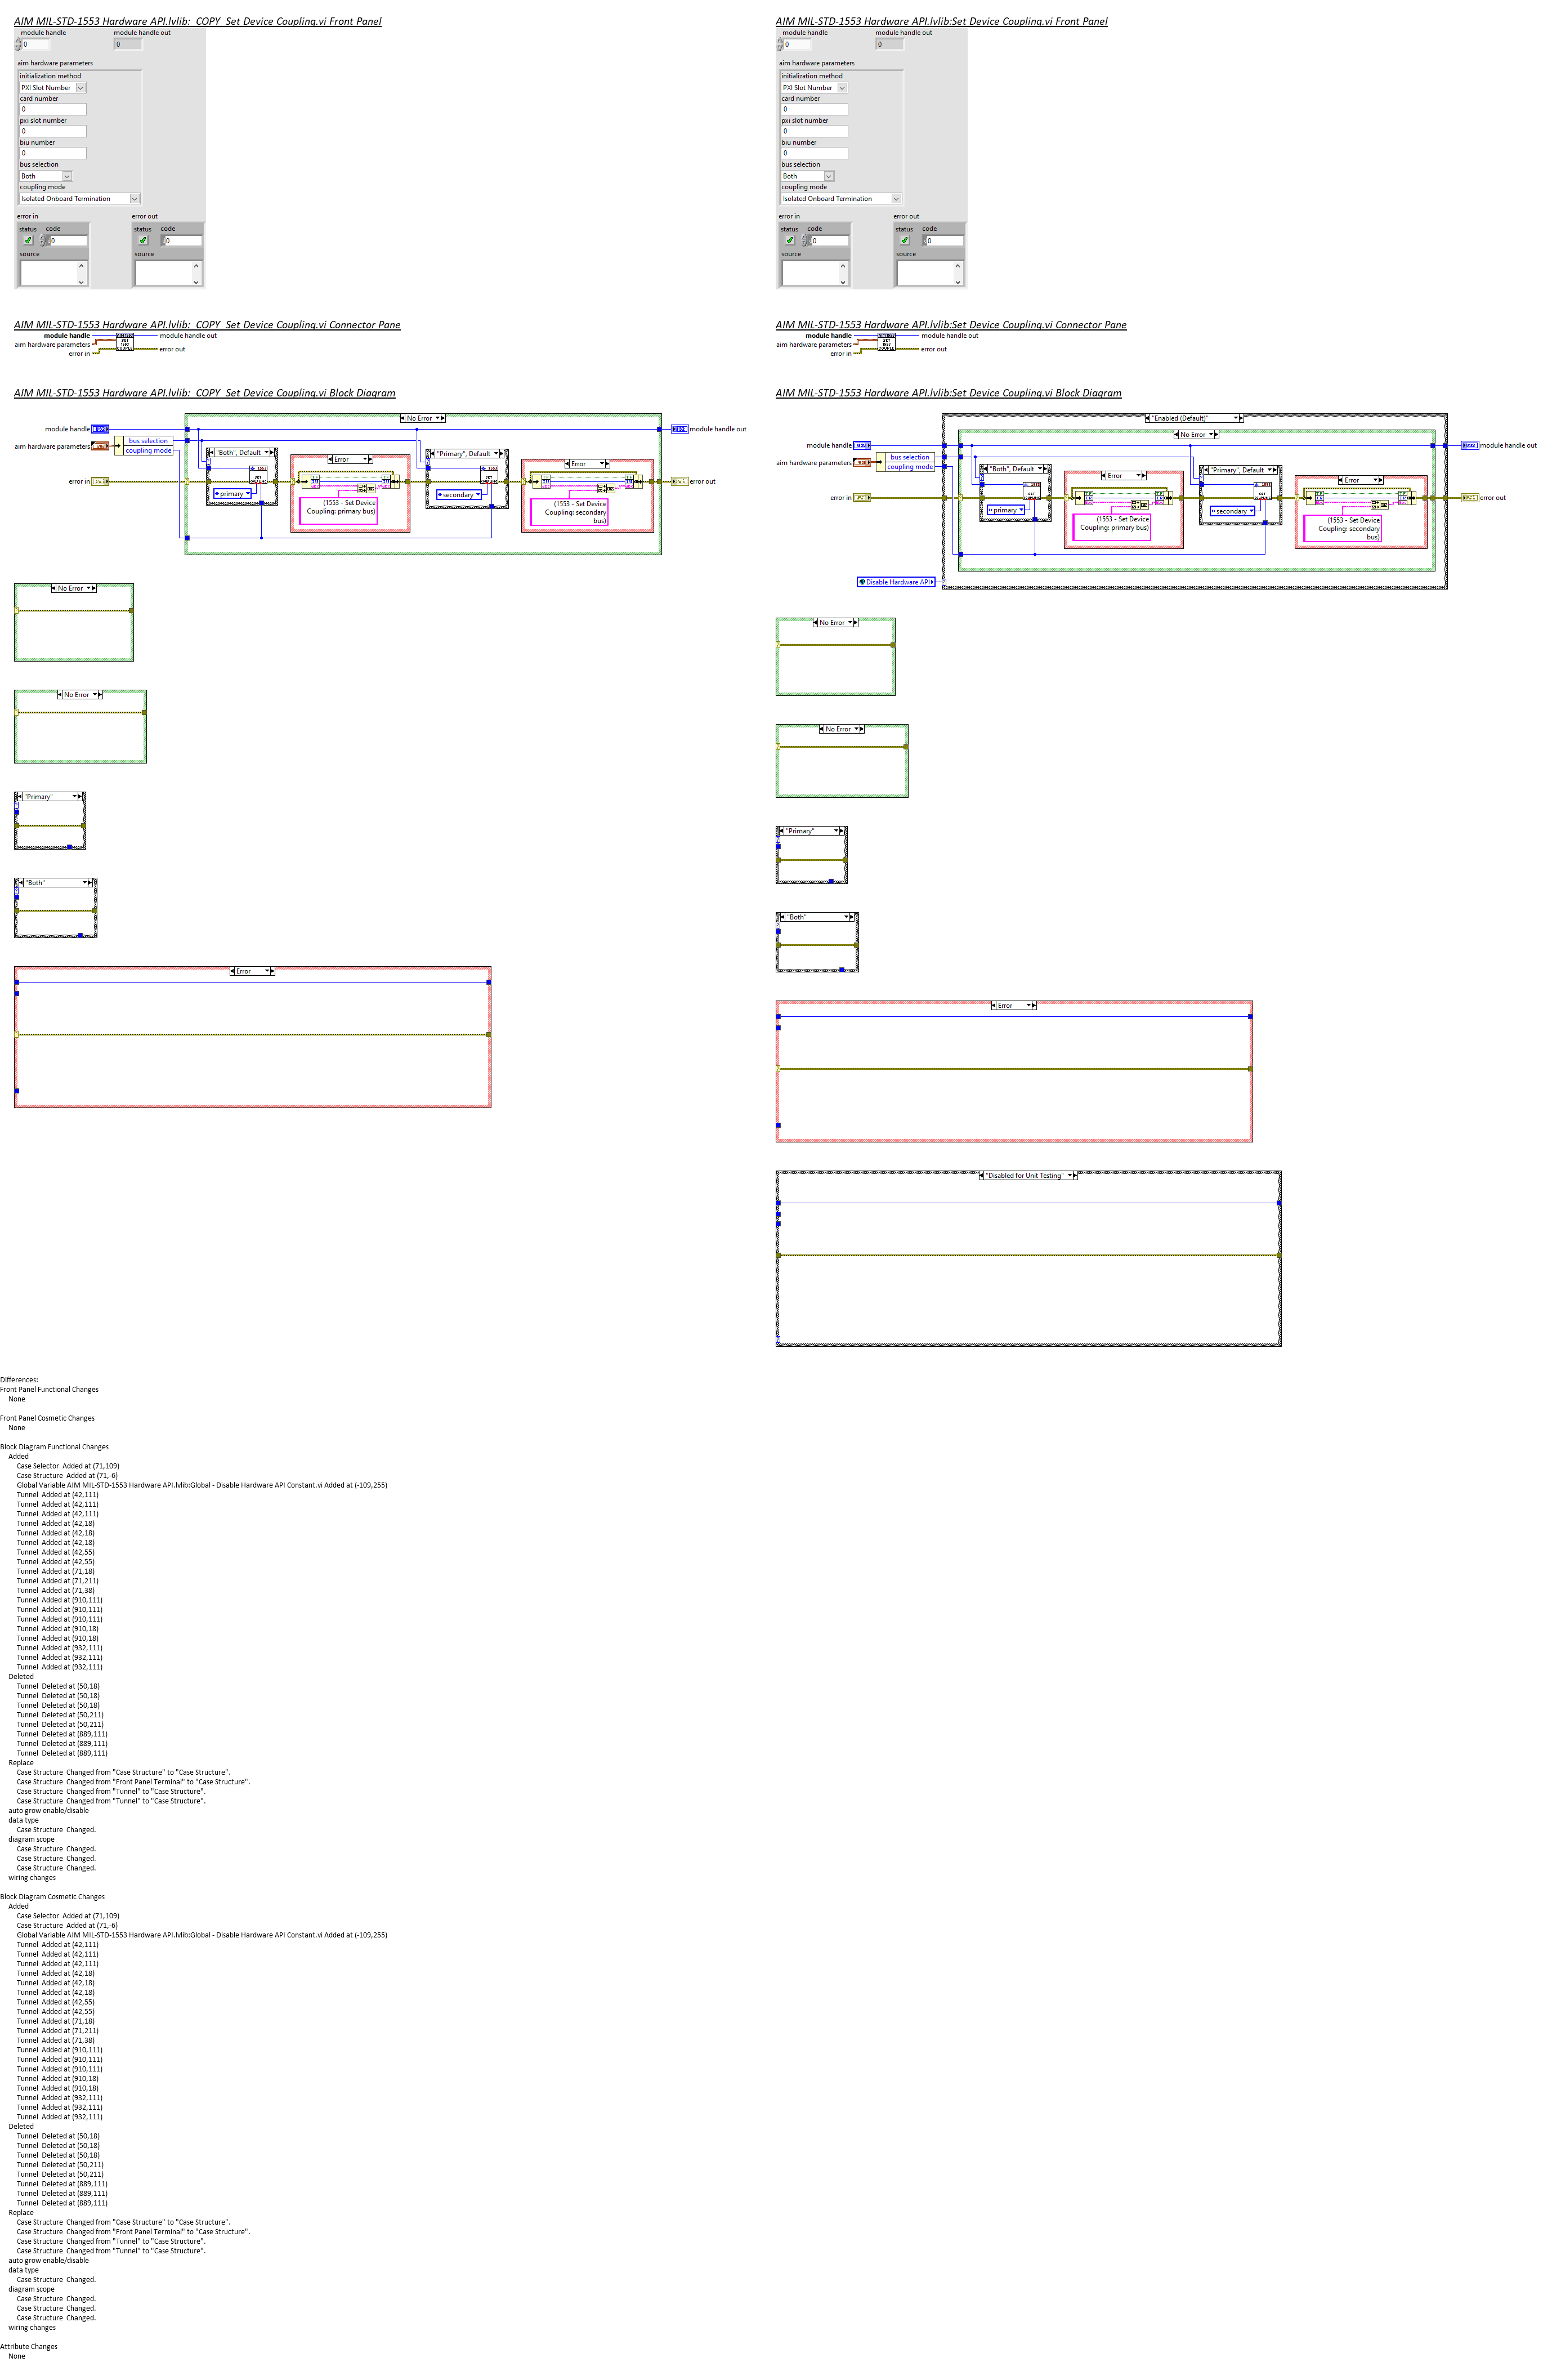 AIM MIL-STD-1553 Hardware API.lvlib:_COPY_Set Device Coupling.vi Front Panel
module handle
module handle out
0
0
aim hardware parameters
initialization method
PXI Slot Number
card number
0
pxi slot number
0
biu number
0
bus selection
Both
coupling mode
Isolated Onboard Termination
error in
error out
status
code
status
code
0
0
source
AIM MIL-STD-1553 Hardware API.lvlib:_COPY_Set Device Coupling.vi Connector Pane
module handle
module handle out
aim hardware parameters
error in
error out
SET
1553
COUPLE
AIM MIL-STD-1553 Hardware API.lvlib:_COPY_Set Device Coupling.vi Block Diagram
No Error
module handle
U32
U32
module handle out
aim hardware parameters
bus selection
coupling mode
"Both", Default
Error
"Primary", Default
Error
error in
error out
primary
secondary
(1553 - Set Device
Coupling: primary bus)
(1553 - Set Device
Coupling: secondary
bus)
No Error
No Error
"Primary"
"Both"
Error
AIM MIL-STD-1553 Hardware API.lvlib:Set Device Coupling.vi Front Panel
module handle
module handle out
0
0
aim hardware parameters
initialization method
PXI Slot Number
card number
0
pxi slot number
0
biu number
0
bus selection
Both
coupling mode
Isolated Onboard Termination
error in
error out
status
code
status
code
0
0
source
AIM MIL-STD-1553 Hardware API.lvlib:Set Device Coupling.vi Connector Pane
module handle
module handle out
aim hardware parameters
error in
error out
SET
1553
COUPLE
AIM MIL-STD-1553 Hardware API.lvlib:Set Device Coupling.vi Block Diagram
"Enabled (Default)"
No Error
module handle
U32
U32
module handle out
aim hardware parameters
bus selection
coupling mode
"Both", Default
Error
"Primary", Default
Error
error in
error out
primary
secondary
(1553 - Set Device
Coupling: primary bus)
(1553 - Set Device
Coupling: secondary
bus)
Disable Hardware API
No Error
No Error
"Primary"
"Both"
Error
"Disabled for Unit Testing"
Differences:
Front Panel Functional Changes
None
Front Panel Cosmetic Changes
None
Block Diagram Functional Changes
Added
Case Selector  Added at (71,109)
Case Structure  Added at (71,-6)
Global Variable AIM MIL-STD-1553 Hardware API.lvlib:Global - Disable Hardware API Constant.vi Added at (-109,255)
Tunnel  Added at (42,111)
Tunnel  Added at (42,111)
Tunnel  Added at (42,111)
Tunnel  Added at (42,18)
Tunnel  Added at (42,18)
Tunnel  Added at (42,18)
Tunnel  Added at (42,55)
Tunnel  Added at (42,55)
Tunnel  Added at (71,18)
Tunnel  Added at (71,211)
Tunnel  Added at (71,38)
Tunnel  Added at (910,111)
Tunnel  Added at (910,111)
Tunnel  Added at (910,111)
Tunnel  Added at (910,18)
Tunnel  Added at (910,18)
Tunnel  Added at (932,111)
Tunnel  Added at (932,111)
Tunnel  Added at (932,111)
Deleted
Tunnel  Deleted at (50,18)
Tunnel  Deleted at (50,18)
Tunnel  Deleted at (50,18)
Tunnel  Deleted at (50,211)
Tunnel  Deleted at (50,211)
Tunnel  Deleted at (889,111)
Tunnel  Deleted at (889,111)
Tunnel  Deleted at (889,111)
Replace
Case Structure  Changed from "Case Structure" to "Case Structure".
Case Structure  Changed from "Front Panel Terminal" to "Case Structure".
Case Structure  Changed from "Tunnel" to "Case Structure".
Case Structure  Changed from "Tunnel" to "Case Structure".
auto grow enable/disable
data type
Case Structure  Changed.
diagram scope
Case Structure  Changed.
Case Structure  Changed.
Case Structure  Changed.
wiring changes
Block Diagram Cosmetic Changes
Added
Case Selector  Added at (71,109)
Case Structure  Added at (71,-6)
Global Variable AIM MIL-STD-1553 Hardware API.lvlib:Global - Disable Hardware API Constant.vi Added at (-109,255)
Tunnel  Added at (42,111)
Tunnel  Added at (42,111)
Tunnel  Added at (42,111)
Tunnel  Added at (42,18)
Tunnel  Added at (42,18)
Tunnel  Added at (42,18)
Tunnel  Added at (42,55)
Tunnel  Added at (42,55)
Tunnel  Added at (71,18)
Tunnel  Added at (71,211)
Tunnel  Added at (71,38)
Tunnel  Added at (910,111)
Tunnel  Added at (910,111)
Tunnel  Added at (910,111)
Tunnel  Added at (910,18)
Tunnel  Added at (910,18)
Tunnel  Added at (932,111)
Tunnel  Added at (932,111)
Tunnel  Added at (932,111)
Deleted
Tunnel  Deleted at (50,18)
Tunnel  Deleted at (50,18)
Tunnel  Deleted at (50,18)
Tunnel  Deleted at (50,211)
Tunnel  Deleted at (50,211)
Tunnel  Deleted at (889,111)
Tunnel  Deleted at (889,111)
Tunnel  Deleted at (889,111)
Replace
Case Structure  Changed from "Case Structure" to "Case Structure".
Case Structure  Changed from "Front Panel Terminal" to "Case Structure".
Case Structure  Changed from "Tunnel" to "Case Structure".
Case Structure  Changed from "Tunnel" to "Case Structure".
auto grow enable/disable
data type
Case Structure  Changed.
diagram scope
Case Structure  Changed.
Case Structure  Changed.
Case Structure  Changed.
wiring changes
Attribute Changes
None